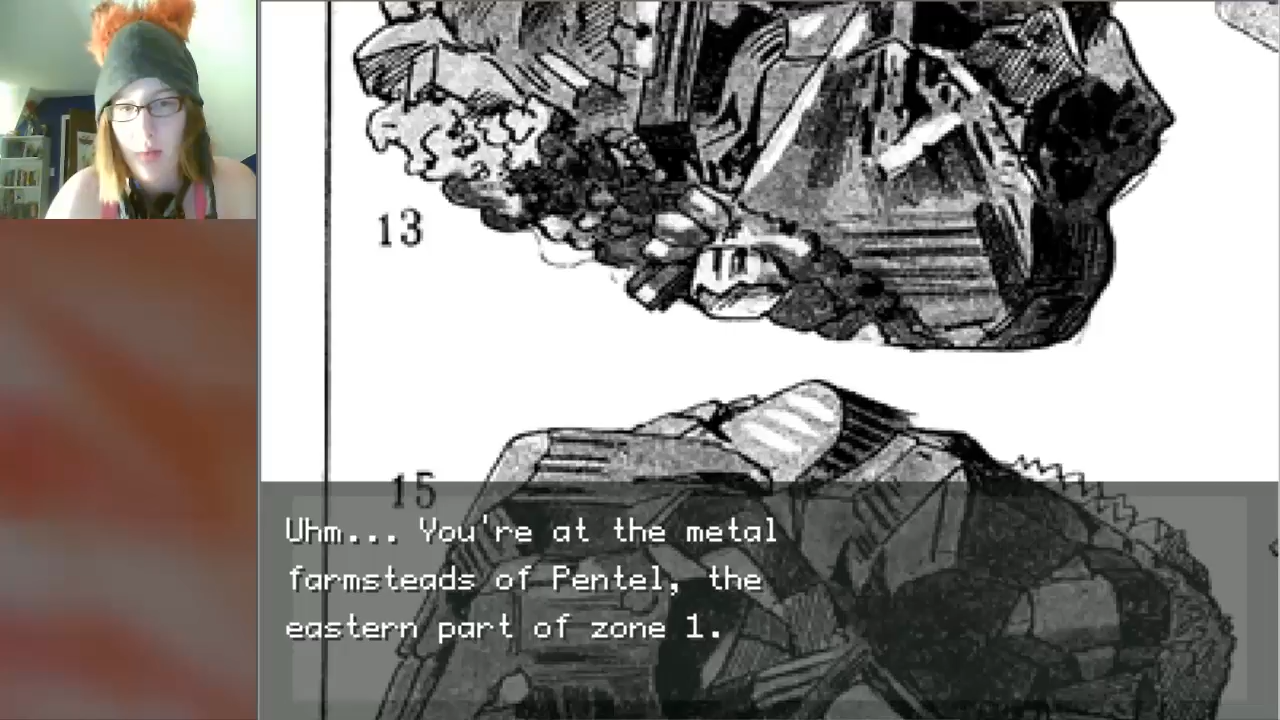 13
15
Uhm... You're at the metal
farmsteads of Pentel, the
eastern part of zone 1.